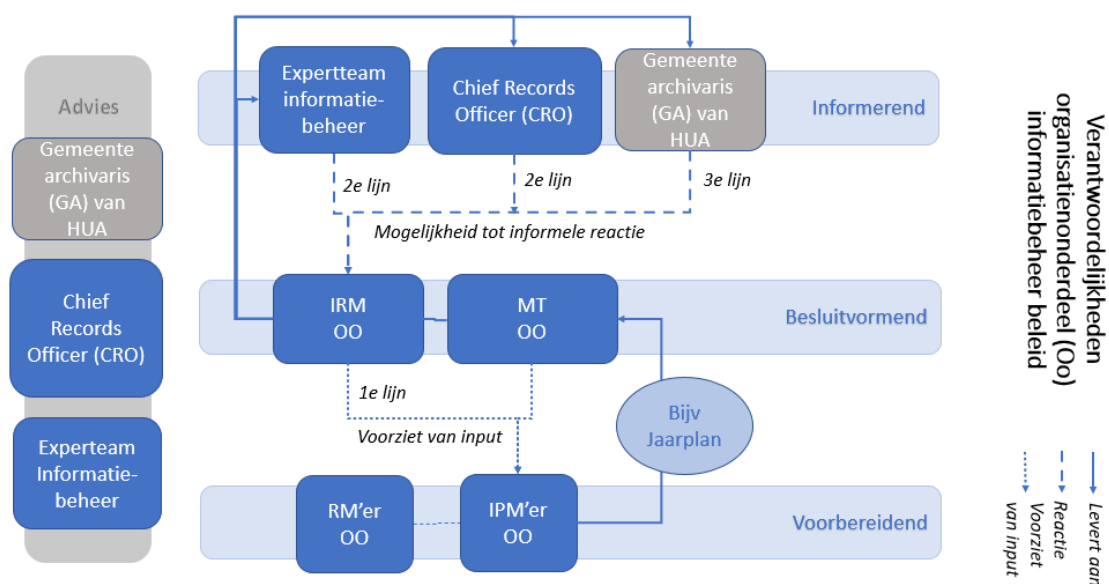 Advies
Gemeente
archivaris
(GA) van
HUA
Chief
Records
Officer (CRO)
Experteam
Informatie-
beheer
Expertteam
informatie-
beheer
Chief Records
Officer (CRO)
Gemeente
archivaris
(GA) van
HUA
Informerend
2e lijn
2e lijn
3e lijn
Mogelijkheid tot informele reactie
IRM
OO
MT
OO
Besluitvormend
1e lijn
Voorziet van input
Bijv
Jaarplan
RM'er
OO
IPM'er
OO
Voorbereidend
Verantwoordelijkheden
organisatienonderdeel (Oo)
informatiebeheer beleid
Levert aan
Reactie
Voorziet
van input